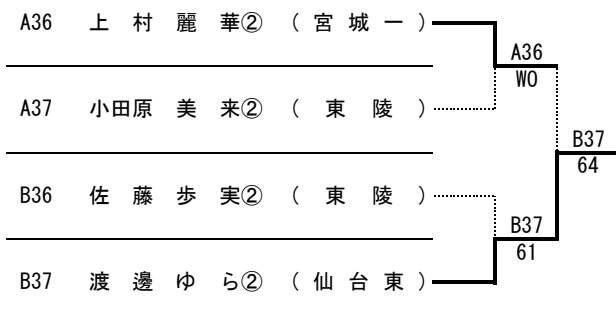 A36 上 村 麗 華② ( 宮 城 一 )
A36
WO
A37 小田原 美 来② ( 東 陵 )
B37
64
B36 佐 藤 歩 実② ( 東 陵 )
B37
61
B37 渡 邊 ゆ ら② ( 仙 台 東 )